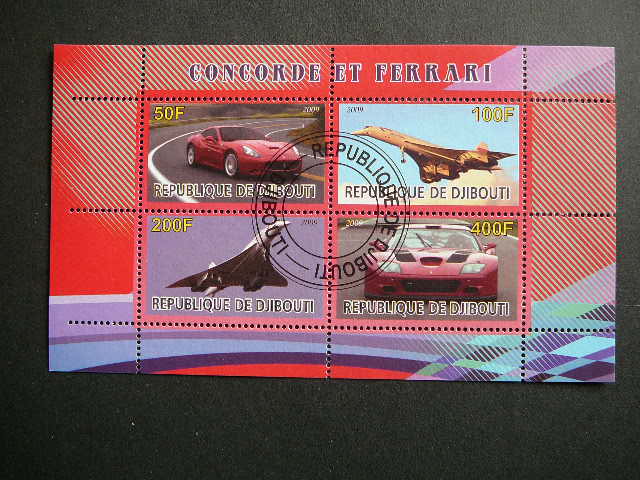 CONCORDE ET FERRARI
50F
2009
REPUBLIQUE DE DJIBOUTI
2009
100F
REPUBLIQUE DE DJIBOUTI
200F
2009
REPUBLIQUE DE DJIBOUTI
2009
400F
REPUBLIQUE DE DJIBOUTI
REPUBLIQUE DE DJIBOUTI